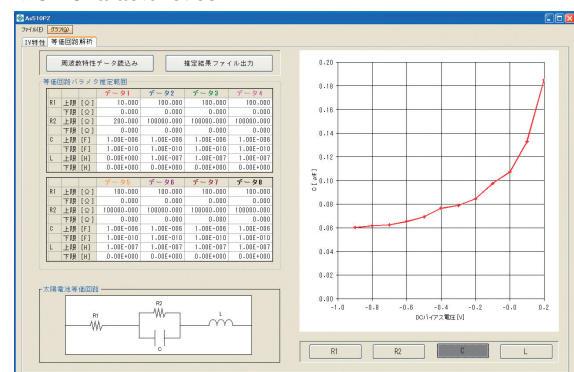 As510PZ
ファイル(F) グラフ(G)
IV特性 等価回路解析
周波数特性データ読込み 推定結果ファイル出力
等価回路パラメタ推定範囲
データ1 データ2 データ3 データ4
R1 上限 [Ω] 10.000 100.000 100.000 100.000
下限 [Ω] 0.000 0.000 0.000 0.000
R2 上限 [Ω] 200.000 100000.000 100000.000 100000.000
下限 [Ω] 0.000 0.000 0.000 0.000
C 上限 [F] 1.00E-006 1.00E-006 1.00E-006 1.00E-006
下限 [F] 1.00E-010 1.00E-010 1.00E-010 1.00E-010
L 上限 [H] 0.00E+000 1.00E-007 1.00E-007 1.00E-007
下限 [H] 0.00E+000 0.00E+000 0.00E+000 0.00E+000
データ5 データ6 データ7 データ8
R1 上限 [Ω] 100.000 100.000 100.000 100.000
下限 [Ω] 0.000 0.000 0.000 0.000
R2 上限 [Ω] 100000.000 100000.000 100000.000 100000.000
下限 [Ω] 0.000 0.000 0.000 0.000
C 上限 [F] 1.00E-006 1.00E-006 1.00E-006 1.00E-006
下限 [F] 1.00E-010 1.00E-010 1.00E-010 1.00E-010
L 上限 [H] 1.00E-007 1.00E-007 1.00E-007 1.00E-007
下限 [H] 0.00E+000 0.00E+000 0.00E+000 0.00E+000
太陽電池等価回路
R1 R2 L
C
0.20
0.18
0.16
0.14
0.12
0.10
0.08
0.06
0.04
0.02
0.00
C [μF]
-1.0 -0.8 -0.6 -0.4 -0.2 -0.0 0.2
DCバイアス電圧[V]
R1 R2 C L